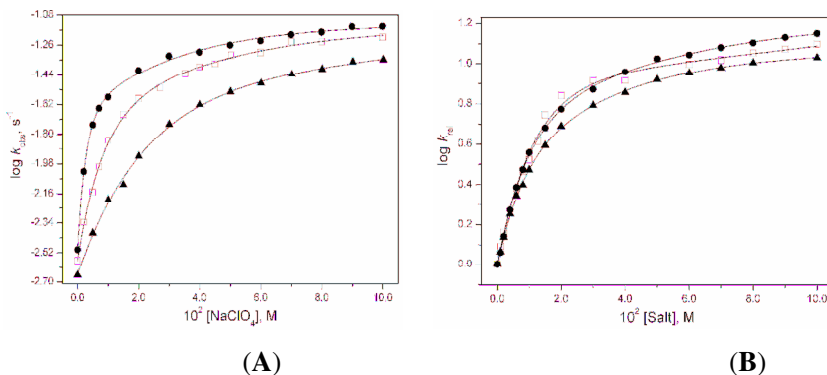 -1.08
-1.26
-1.44
-1.62
-1.80
-1.98
-2.16
-2.34
-2.52
-2.70
log k obs, s-1
0.0 2.0 4.0 6.0 8.0 10.0
10² [NaClO₄], M
(A)
1.2
1.0
0.8
0.6
0.4
0.2
0.0
log k rel
0.0 2.0 4.0 6.0 8.0 10.0
10² [Salt], M
(B)